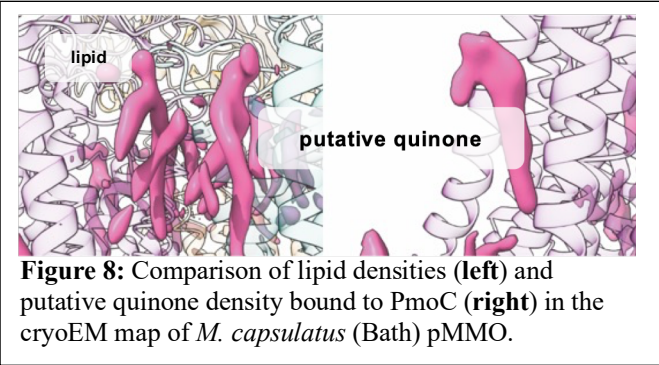 lipid
putative quinone
Figure 8: Comparison of lipid densities (left) and
putative quinone density bound to PmoC (right) in the
cryoEM map of M. capsulatus (Bath) pMMO.